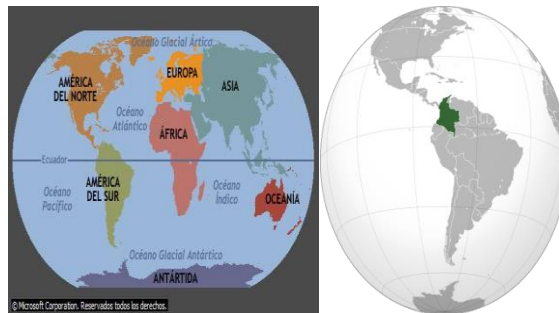 Océano Glacial Ártico
EUROPA
AMÉRICA
DEL NORTE
ASIA
Océano
Atlántico
ÁFRICA
Ecuador
AMÉRICA
DEL SUR
Océano
Pacífico
Océano
Índico
OCEANÍA
Océano Glacial Antártico
ANTÁRTIDA
© Microsoft Corporation. Reservados todos los derechos.